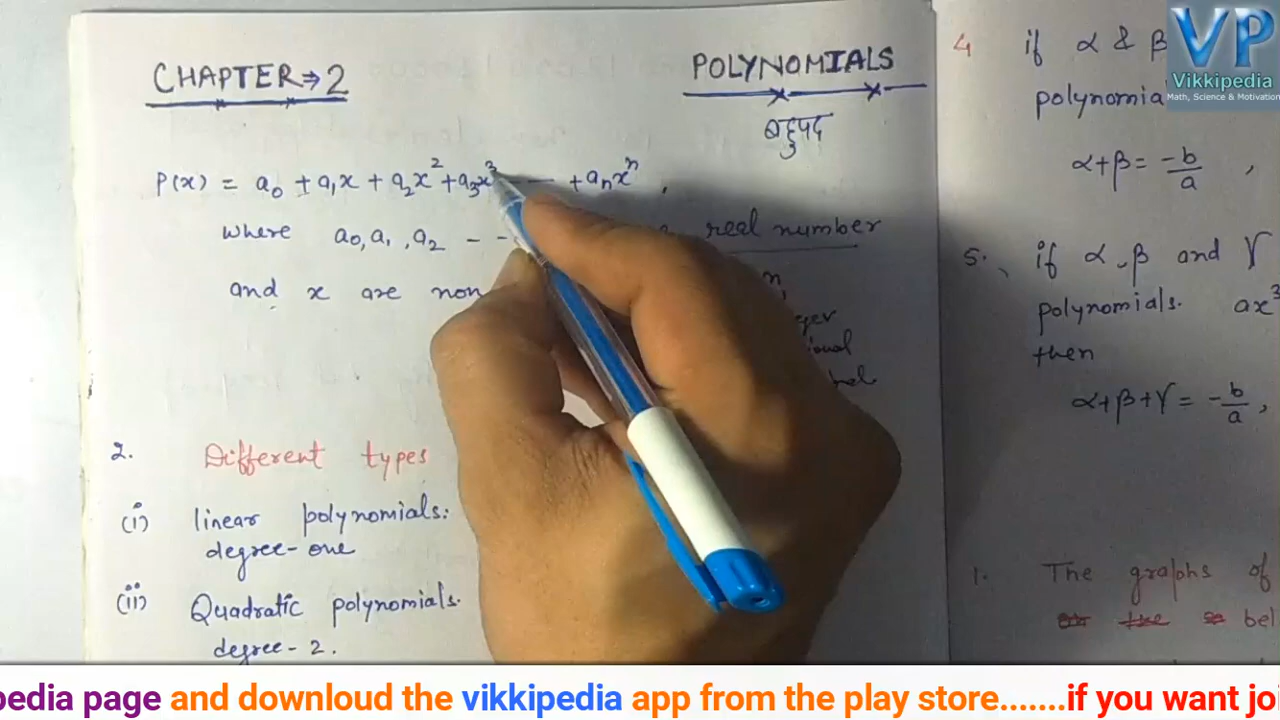 CHAPTER → 2
POLYNOMIALS
बहुपद
P(x) = a₀ + a₁x + a₂x² + a₃x³ — + aₙxⁿ ,
where a₀, a₁, a₂ - - real number
and x are non
2. Different types
(i) linear polynomials:
degree - one
(ii) Quadratic polynomials.
degree - 2.
4 if α & β
polynomia
α+β = -b/a ,
5. if α, β and γ
polynomials. ax³
then
α+β+γ = -b/a ,
1. The graphs of
bel
VP
Vikkipedia
Math, Science & Motivation
pedia page and downloud the vikkipedia app from the play store.......if you want joi